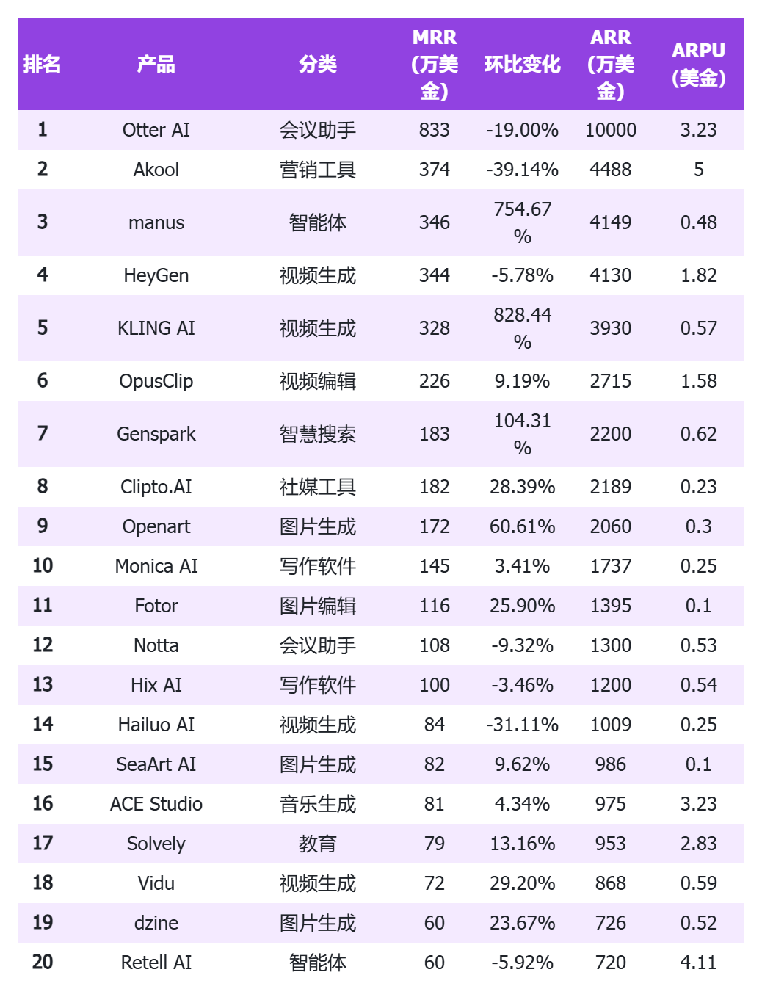 排名 产品 分类 MRR (万美金) 环比变化 ARR (万美金) ARPU (美金)
1 Otter AI 会议助手 833 -19.00% 10000 3.23
2 Akool 营销工具 374 -39.14% 4488 5
3 manus 智能体 346 754.67% 4149 0.48
4 HeyGen 视频生成 344 -5.78% 4130 1.82
5 KLING AI 视频生成 328 828.44% 3930 0.57
6 OpusClip 视频编辑 226 9.19% 2715 1.58
7 Genspark 智慧搜索 183 104.31% 2200 0.62
8 Clipto.AI 社媒工具 182 28.39% 2189 0.23
9 Openart 图片生成 172 60.61% 2060 0.3
10 Monica AI 写作软件 145 3.41% 1737 0.25
11 Fotor 图片编辑 116 25.90% 1395 0.1
12 Notta 会议助手 108 -9.32% 1300 0.53
13 Hix AI 写作软件 100 -3.46% 1200 0.54
14 Hailuo AI 视频生成 84 -31.11% 1009 0.25
15 SeaArt AI 图片生成 82 9.62% 986 0.1
16 ACE Studio 音乐生成 81 4.34% 975 3.23
17 Solvely 教育 79 13.16% 953 2.83
18 Vidu 视频生成 72 29.20% 868 0.59
19 dzine 图片生成 60 23.67% 726 0.52
20 Retell AI 智能体 60 -5.92% 720 4.11